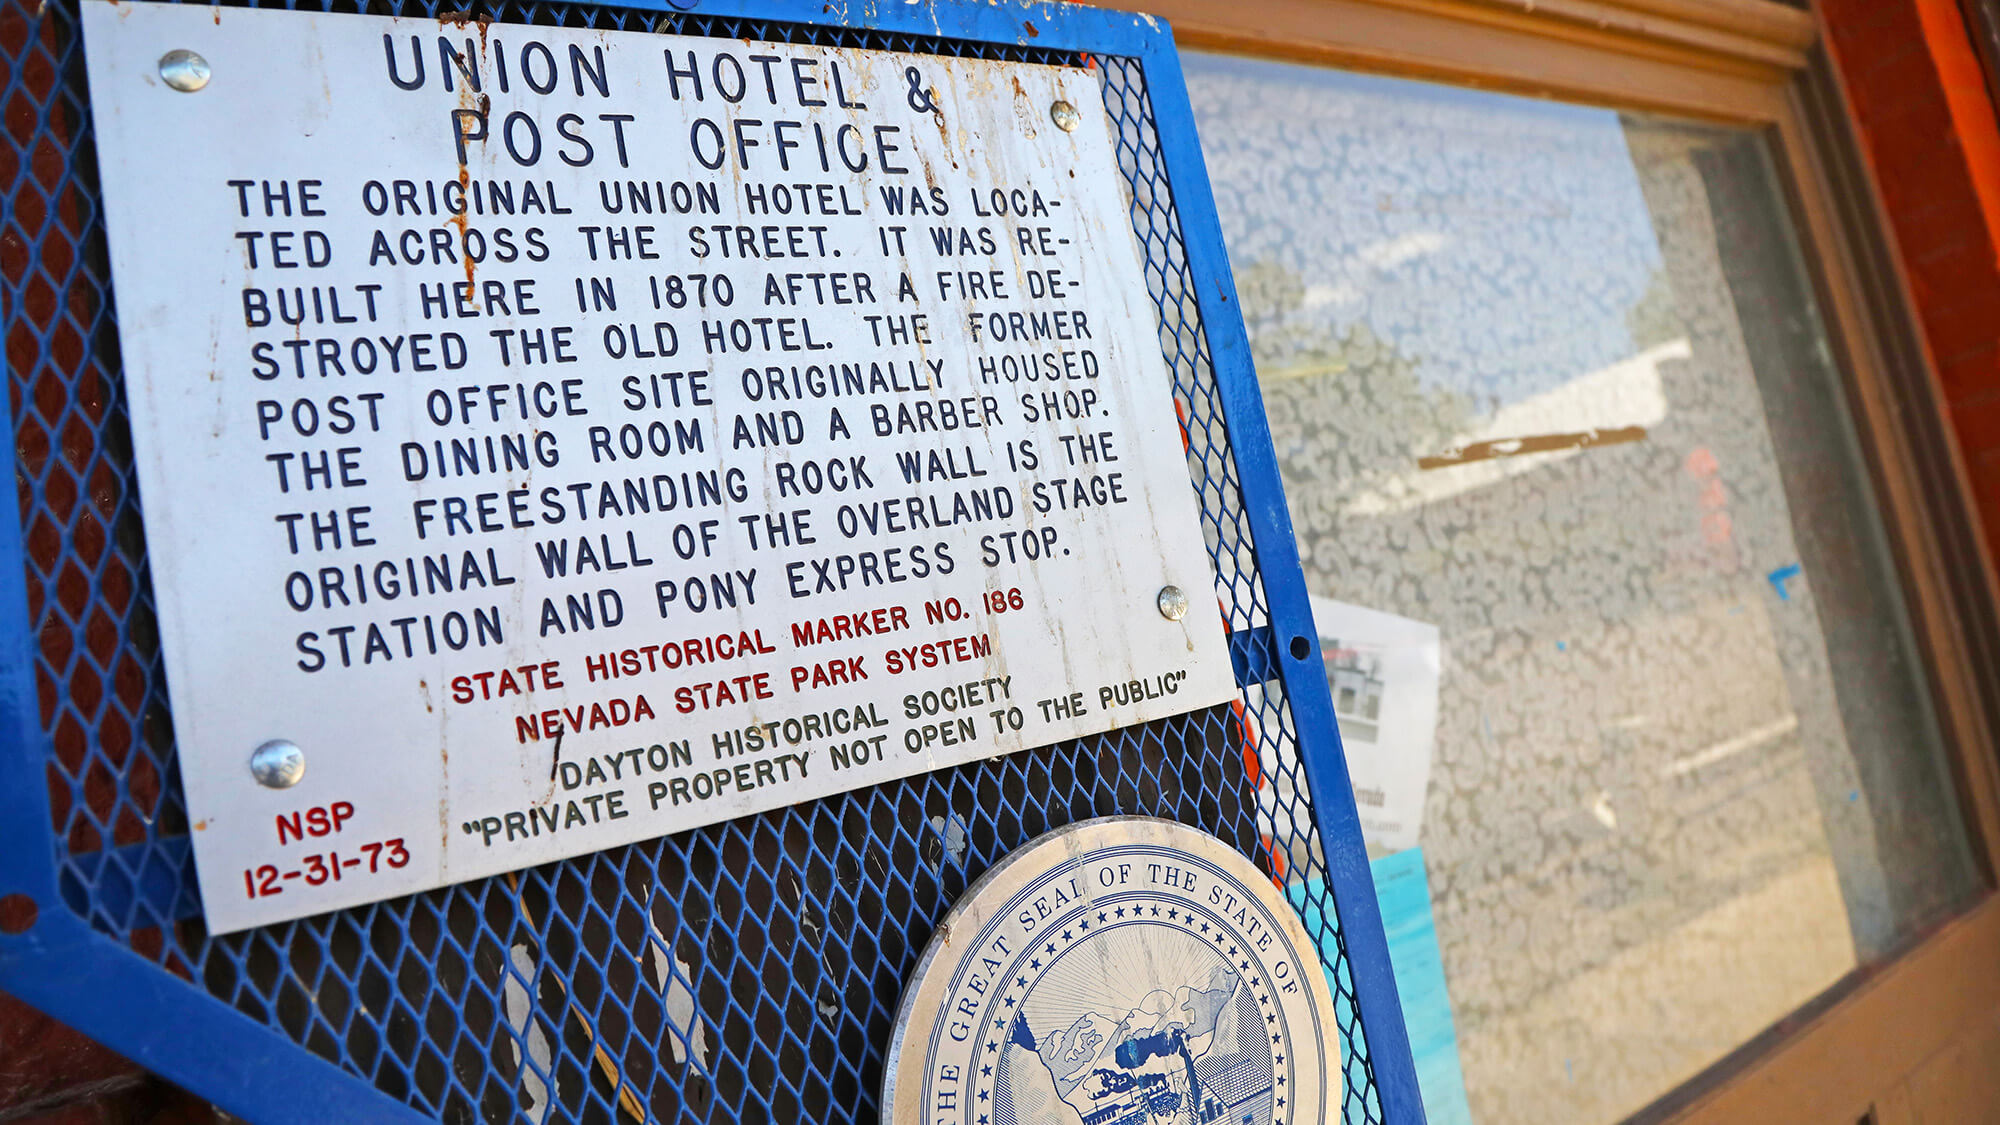 UNION HOTEL &
POST OFFICE
THE ORIGINAL UNION HOTEL WAS LOCA-
TED ACROSS THE STREET. IT WAS RE-
BUILT HERE IN 1870 AFTER A FIRE DE-
STROYED THE OLD HOTEL. THE FORMER
POST OFFICE SITE ORIGINALLY HOUSED
THE DINING ROOM AND A BARBER SHOP.
THE FREESTANDING ROCK WALL IS THE
ORIGINAL WALL OF THE OVERLAND STAGE
STATION AND PONY EXPRESS STOP.
STATE HISTORICAL MARKER NO. 186
NEVADA STATE PARK SYSTEM
DAYTON HISTORICAL SOCIETY
"PRIVATE PROPERTY NOT OPEN TO THE PUBLIC"
NSP
12-31-73
THE GREAT SEAL OF THE STATE OF